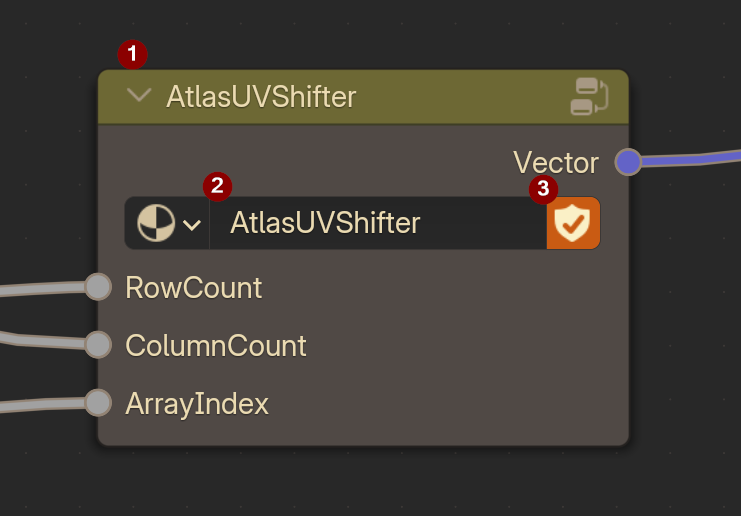 1
AtlasUVShifter
Vector
2
3
AtlasUVShifter
RowCount
ColumnCount
ArrayIndex